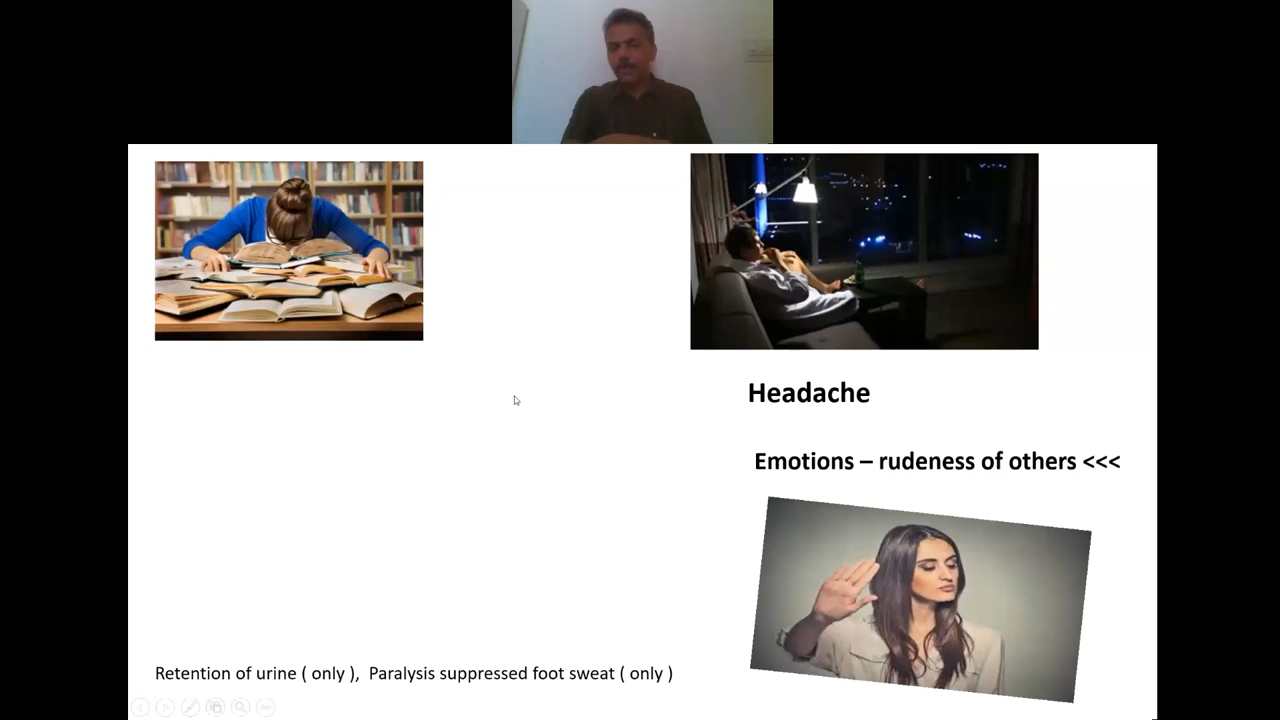 Headache
Emotions – rudeness of others <<<
Retention of urine ( only ),  Paralysis suppressed foot sweat ( only )